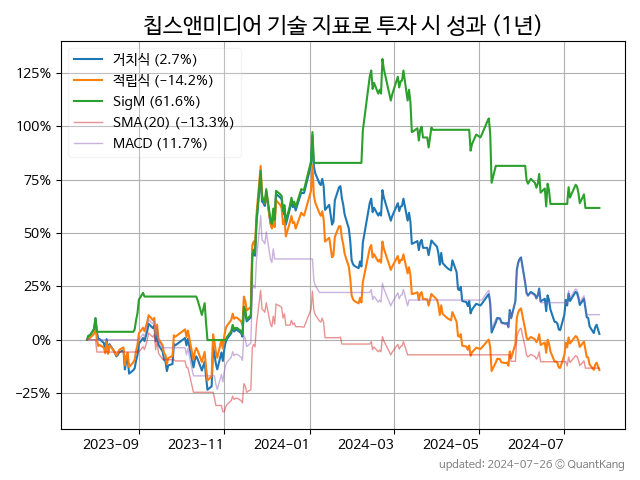 칩스앤미디어 기술 지표로 투자 시 성과 (1년)
거치식 (2.7%)
적립식 (−14.2%)
SigM (61.6%)
SMA(20) (−13.3%)
MACD (11.7%)
125%
100%
75%
50%
25%
0%
−25%
2023−09 2023−11 2024−01 2024−03 2024−05 2024−07
updated: 2024−07−26 © QuantKang